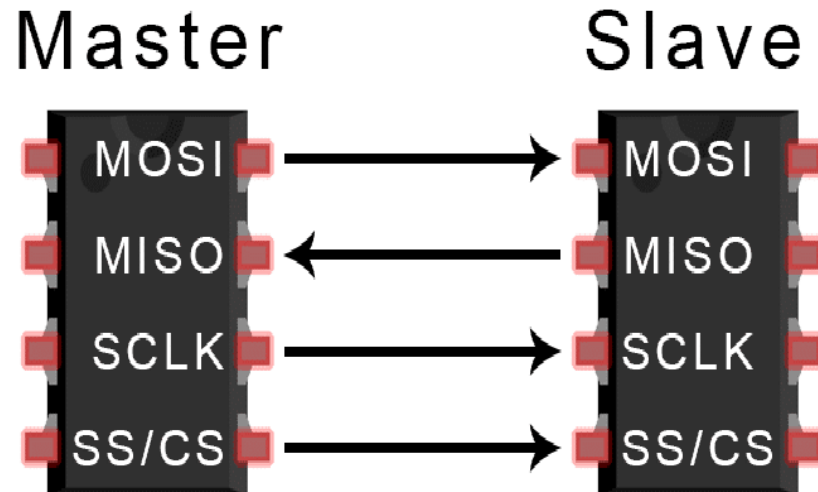 Master Slave
MOSI MOSI
MISO MISO
SCLK SCLK
SS/CS SS/CS